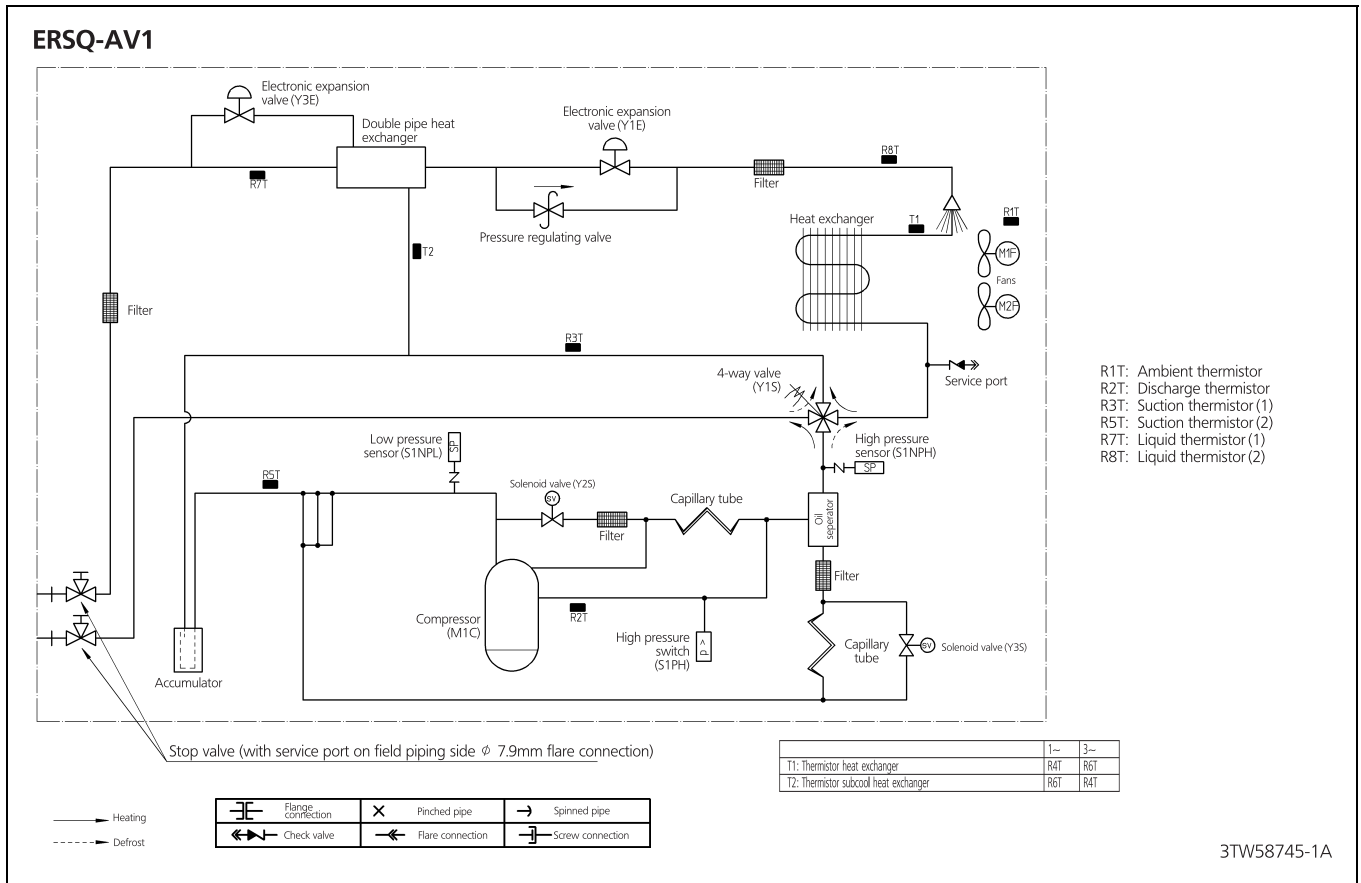 ERSQ-AV1
Electronic expansion
valve (Y3E)
Double pipe heat
exchanger
Electronic expansion
valve (Y1E)
R7T
R8T
Filter
Pressure regulating valve
Heat exchanger
T1
R1T
M1F
Fans
M2F
T2
Filter
R3T
4-way valve
(Y1S)
Service port
R1T: Ambient thermistor
R2T: Discharge thermistor
R3T: Suction thermistor (1)
R5T: Suction thermistor (2)
R7T: Liquid thermistor (1)
R8T: Liquid thermistor (2)
Low pressure
sensor (S1NPL)
SP
High pressure
sensor (S1NPH)
SP
R5T
Solenoid valve (Y2S)
SV
Capillary tube
Filter
Oil
seperator
Filter
Compressor
(M1C)
R2T
High pressure
switch
(S1PH)
P >
Capillary
tube
SV
Solenoid valve (Y3S)
Accumulator
Stop valve (with service port on field piping side ⌀ 7.9mm flare connection)
1~ 3~
T1: Thermistor heat exchanger R4T R6T
T2: Thermistor subcool heat exchanger R6T R4T
Heating
Defrost
Flange
connection
Pinched pipe
Spinned pipe
Check valve
Flare connection
Screw connection
3TW58745-1A